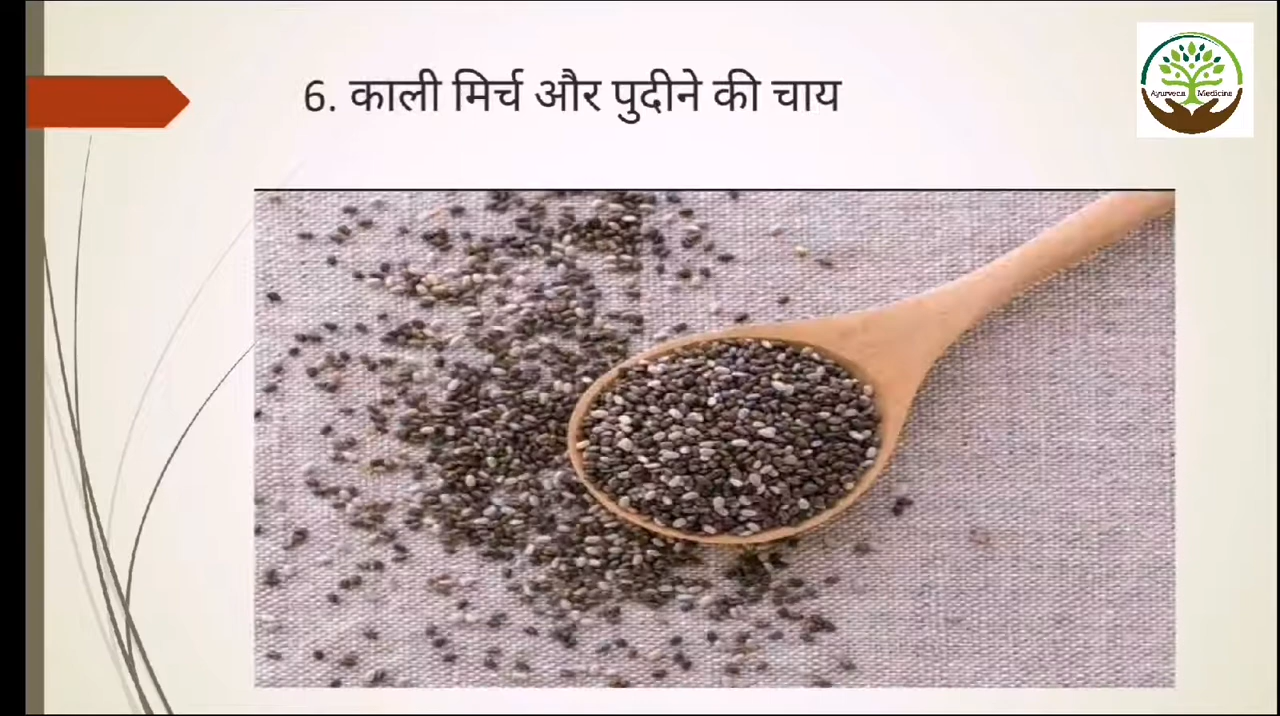 6. काली मिर्च और पुदीने की चाय
Ayurveda Medicine